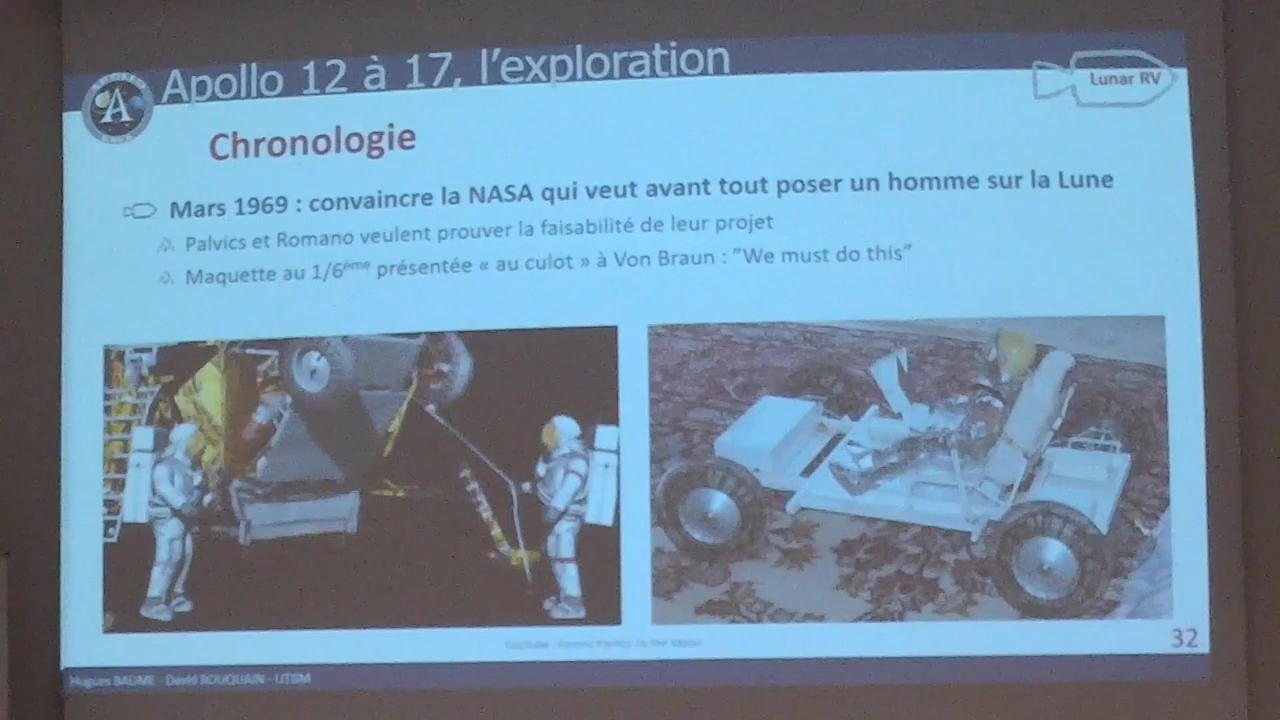 Apollo 12 à 17, l'exploration
Lunar RV
Chronologie
Mars 1969 : convaincre la NASA qui veut avant tout poser un homme sur la Lune
Palvics et Romano veulent prouver la faisabilité de leur projet
Maquette au 1/6ème présentée « au culot » à Von Braun : "We must do this"
32
Hugues BAUME - David BOUQUAIN - UTBM